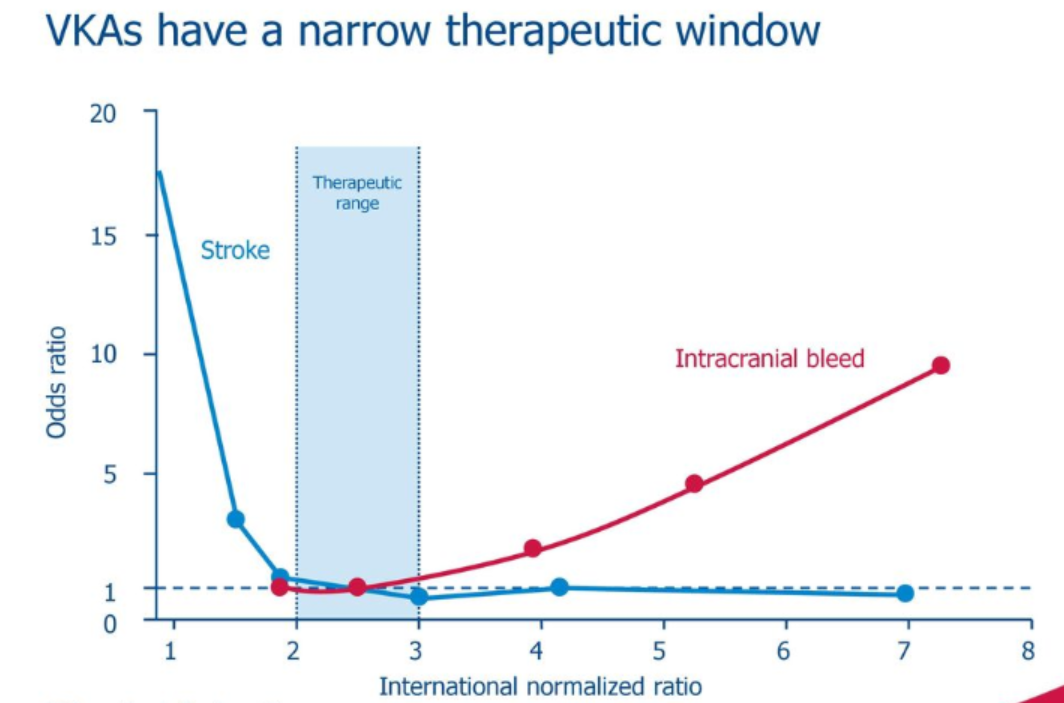 VKAs have a narrow therapeutic window
20
Therapeutic
range
15
Stroke
Odds ratio
10
Intracranial bleed
5
1
0
1 2 3 4 5 6 7 8
International normalized ratio